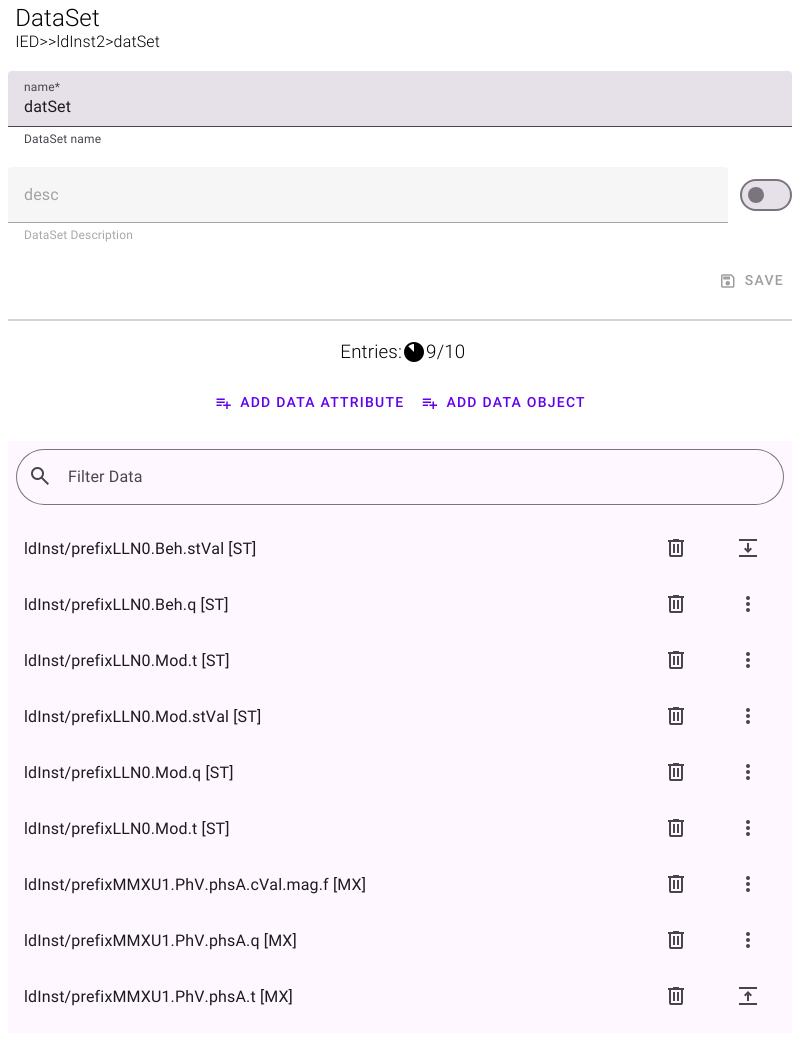 DataSet
IED>>ldInst2>datSet
name*
datSet
DataSet name
desc
DataSet Description
SAVE
Entries: 9/10
ADD DATA ATTRIBUTE ADD DATA OBJECT
Filter Data
ldInst/prefixLLN0.Beh.stVal [ST]
ldInst/prefixLLN0.Beh.q [ST]
ldInst/prefixLLN0.Mod.t [ST]
ldInst/prefixLLN0.Mod.stVal [ST]
ldInst/prefixLLN0.Mod.q [ST]
ldInst/prefixLLN0.Mod.t [ST]
ldInst/prefixMMXU1.PhV.phsA.cVal.mag.f [MX]
ldInst/prefixMMXU1.PhV.phsA.q [MX]
ldInst/prefixMMXU1.PhV.phsA.t [MX]